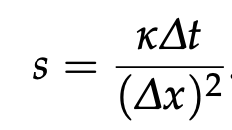 s = κΔt / (Δx)²